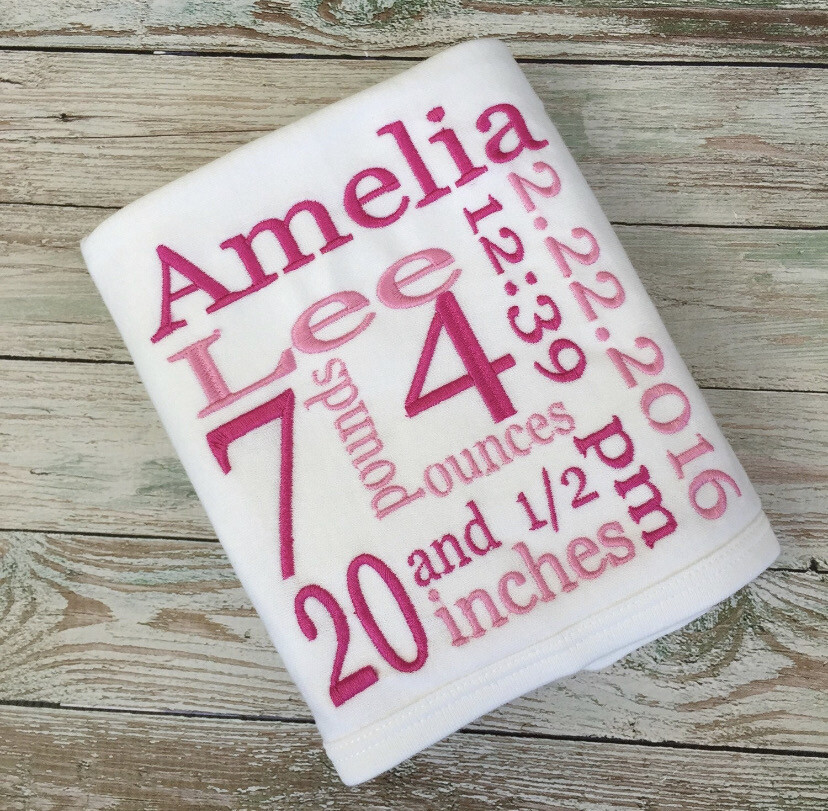 Amelia
Lee
7 pounds
4 ounces
12:39 pm
2.22.2016
20 and 1/2
inches